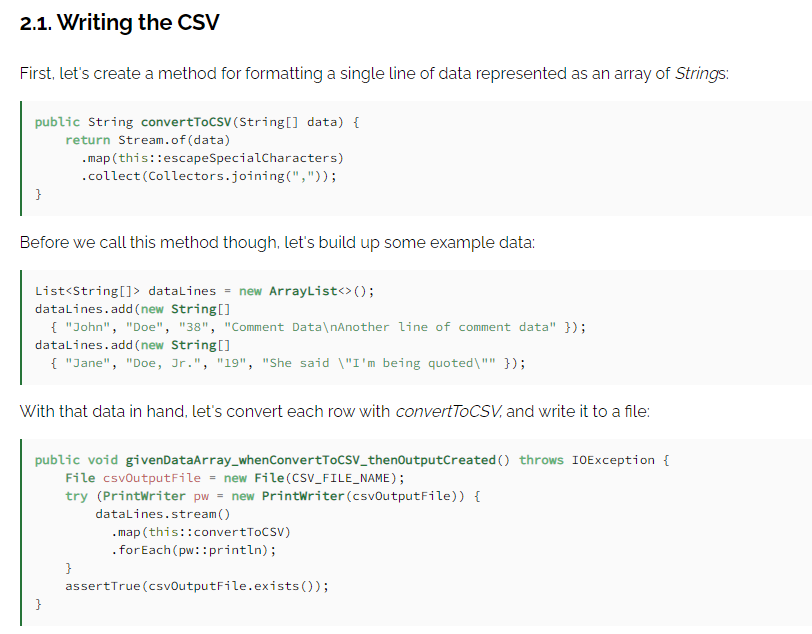 2.1. Writing the CSV
First, let's create a method for formatting a single line of data represented as an array of Strings:
public String convertToCSV(String[] data) {
    return Stream.of(data)
      .map(this::escapeSpecialCharacters)
      .collect(Collectors.joining(","));
}
Before we call this method though, let's build up some example data:
List<String[]> dataLines = new ArrayList<>();
dataLines.add(new String[]
  { "John", "Doe", "38", "Comment Data\nAnother line of comment data" });
dataLines.add(new String[]
  { "Jane", "Doe, Jr.", "19", "She said \"I'm being quoted\"" });
With that data in hand, let's convert each row with convertToCSV, and write it to a file:
public void givenDataArray_whenConvertToCSV_thenOutputCreated() throws IOException {
    File csvOutputFile = new File(CSV_FILE_NAME);
    try (PrintWriter pw = new PrintWriter(csvOutputFile)) {
        dataLines.stream()
          .map(this::convertToCSV)
          .forEach(pw::println);
    }
    assertTrue(csvOutputFile.exists());
}